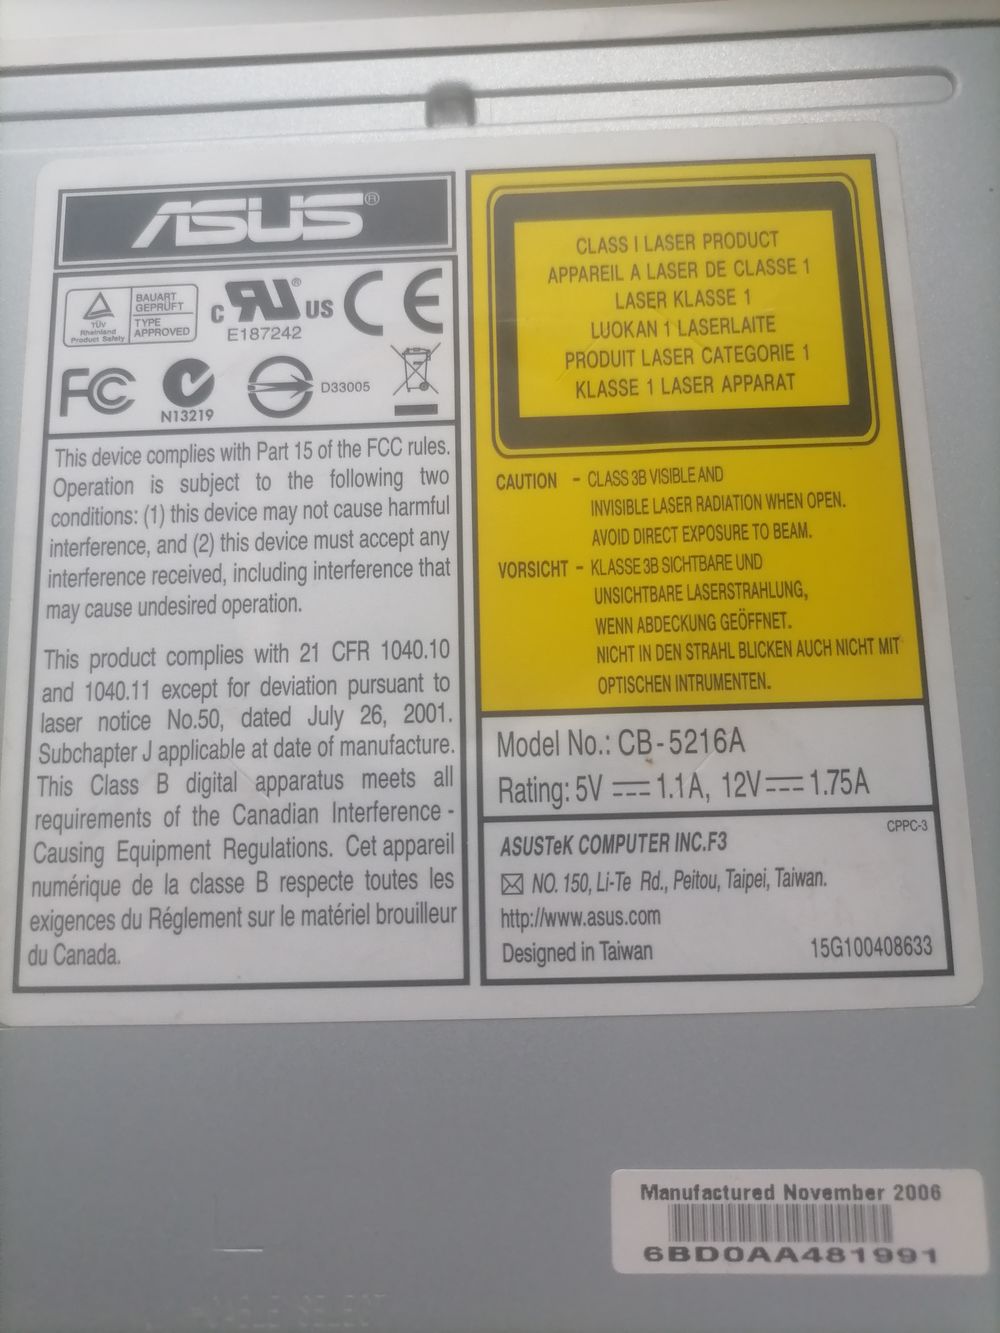 ASUS®
TÜV
Rheinland
Product Safety
BAUART
GEPRÜFT
TYPE
APPROVED
C RU® US
E187242
CE
FC
N13219
D33005
This device complies with Part 15 of the FCC rules.
Operation is subject to the following two
conditions: (1) this device may not cause harmful
interference, and (2) this device must accept any
interference received, including interference that
may cause undesired operation.
This product complies with 21 CFR 1040.10
and 1040.11 except for deviation pursuant to
laser notice No.50, dated July 26, 2001.
Subchapter J applicable at date of manufacture.
This Class B digital apparatus meets all
requirements of the Canadian Interference -
Causing Equipment Regulations. Cet appareil
numérique de la classe B respecte toutes les
exigences du Réglement sur le matériel brouilleur
du Canada.
CLASS I LASER PRODUCT
APPAREIL A LASER DE CLASSE 1
LASER KLASSE 1
LUOKAN 1 LASERLAITE
PRODUIT LASER CATEGORIE 1
KLASSE 1 LASER APPARAT
CAUTION - CLASS 3B VISIBLE AND
INVISIBLE LASER RADIATION WHEN OPEN.
AVOID DIRECT EXPOSURE TO BEAM.
VORSICHT - KLASSE 3B SICHTBARE UND
UNSICHTBARE LASERSTRAHLUNG,
WENN ABDECKUNG GEÖFFNET.
NICHT IN DEN STRAHL BLICKEN AUCH NICHT MIT
OPTISCHEN INTRUMENTEN.
Model No.: CB-5216A
Rating: 5V ⎓ 1.1A, 12V ⎓ 1.75A
CPPC-3
ASUSTeK COMPUTER INC.F3
NO. 150, Li-Te Rd., Peitou, Taipei, Taiwan.
http://www.asus.com
Designed in Taiwan 15G100408633
Manufactured November 2006
6BD0AA481991
CABLE SELECT